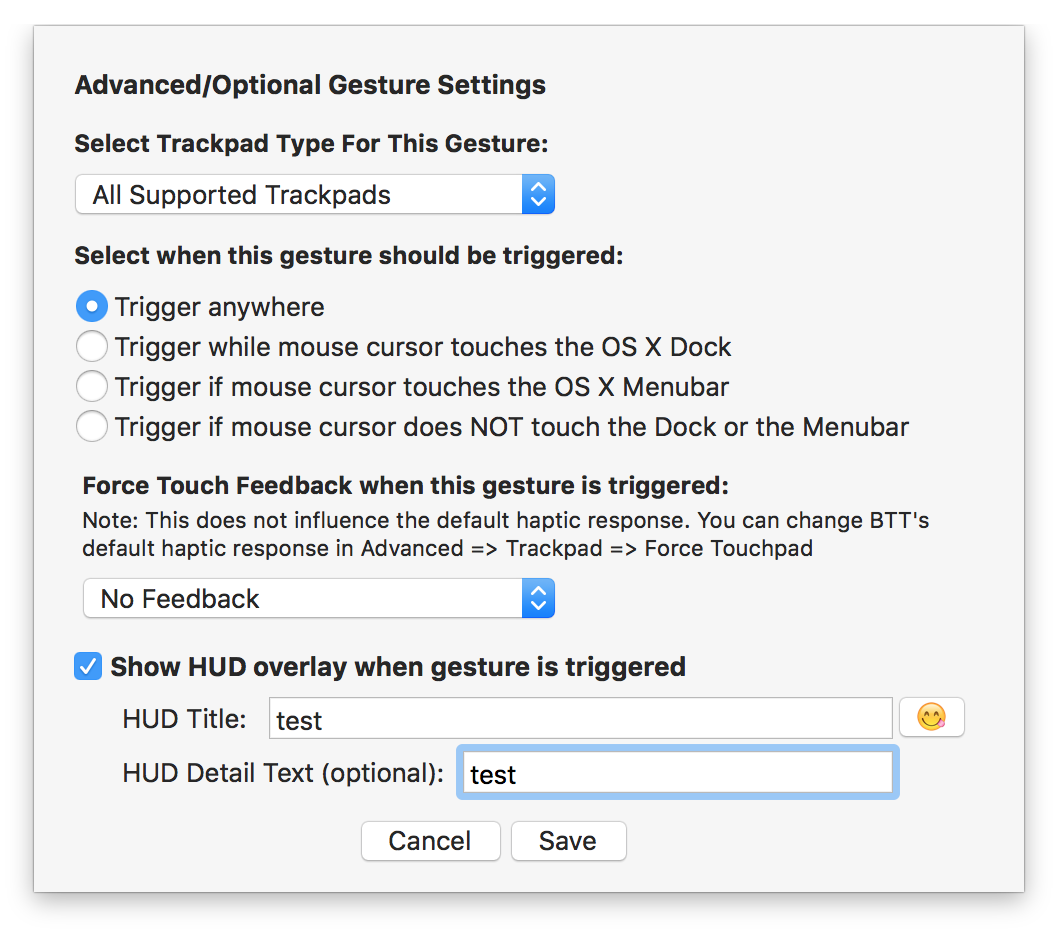 Advanced/Optional Gesture Settings
Select Trackpad Type For This Gesture:
All Supported Trackpads
Select when this gesture should be triggered:
Trigger anywhere
Trigger while mouse cursor touches the OS X Dock
Trigger if mouse cursor touches the OS X Menubar
Trigger if mouse cursor does NOT touch the Dock or the Menubar
Force Touch Feedback when this gesture is triggered:
Note: This does not influence the default haptic response. You can change BTT's
default haptic response in Advanced => Trackpad => Force Touchpad
No Feedback
Show HUD overlay when gesture is triggered
HUD Title: test
HUD Detail Text (optional): test
Cancel Save